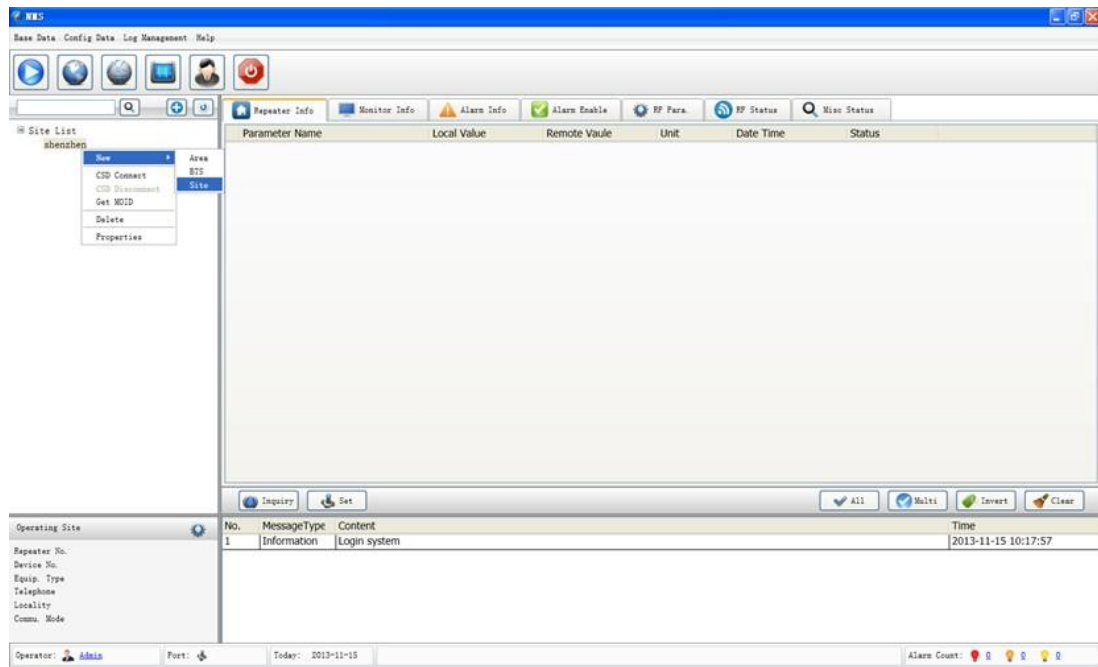 NMS
Base Data Config Data Log Management Help
Repeater Info Monitor Info Alarm Info Alarm Enable RF Para. RF Status Misc Status
Site List
shenzhen
Parameter Name Local Value Remote Vaule Unit Date Time Status
New
CSD Connect
CSD Disconnect
Get MOID
Delete
Properties
Area
BTS
Site
Inquiry Set All Multi Invert Clear
Operating Site
Repeater No.
Device No.
Equip. Type
Telephone
Locality
Commu. Mode
No. MessageType Content Time
1 Information Login system 2013-11-15 10:17:57
Operator: Admin Port: Today: 2013-11-15 Alarm Count: 0 0 0